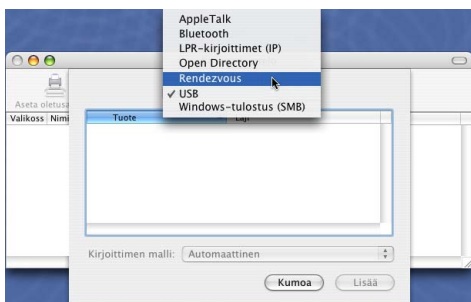 AppleTalk
Bluetooth
LPR-kirjoittimet (IP)
Open Directory
Rendezvous
✓ USB
Windows-tulostus (SMB)
Aseta oletusa
Valikoss Nimi
Tuote
Laji
Kirjoittimen malli: Automaattinen
Kumoa Lisää